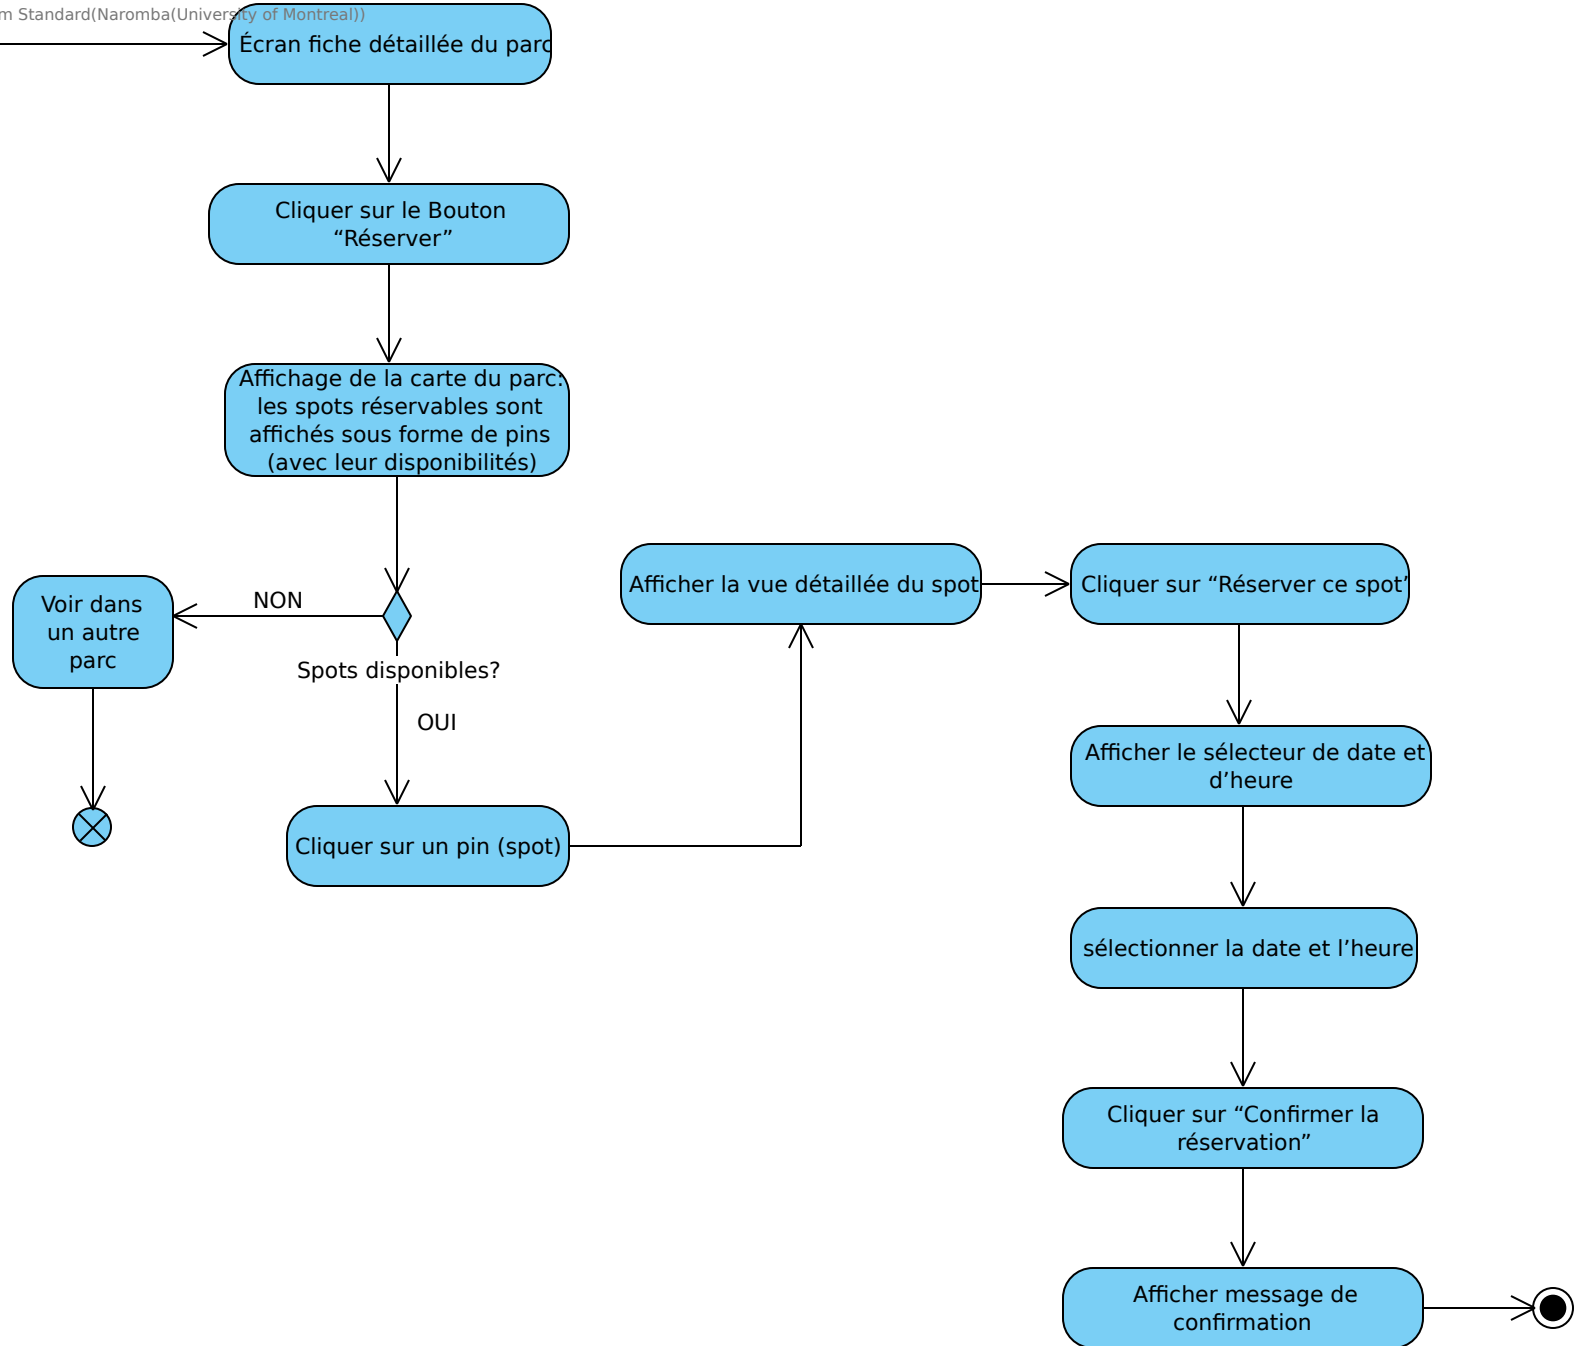 m Standard(Naromba(University of Montreal))
Écran fiche détaillée du parc
Cliquer sur le Bouton
“Réserver”
Affichage de la carte du parc:
les spots réservables sont
affichés sous forme de pins
(avec leur disponibilités)
NON
Voir dans
un autre
parc
Spots disponibles?
OUI
Cliquer sur un pin (spot)
Afficher la vue détaillée du spot
Cliquer sur “Réserver ce spot”
Afficher le sélecteur de date et
d’heure
sélectionner la date et l’heure
Cliquer sur “Confirmer la
réservation”
Afficher message de
confirmation